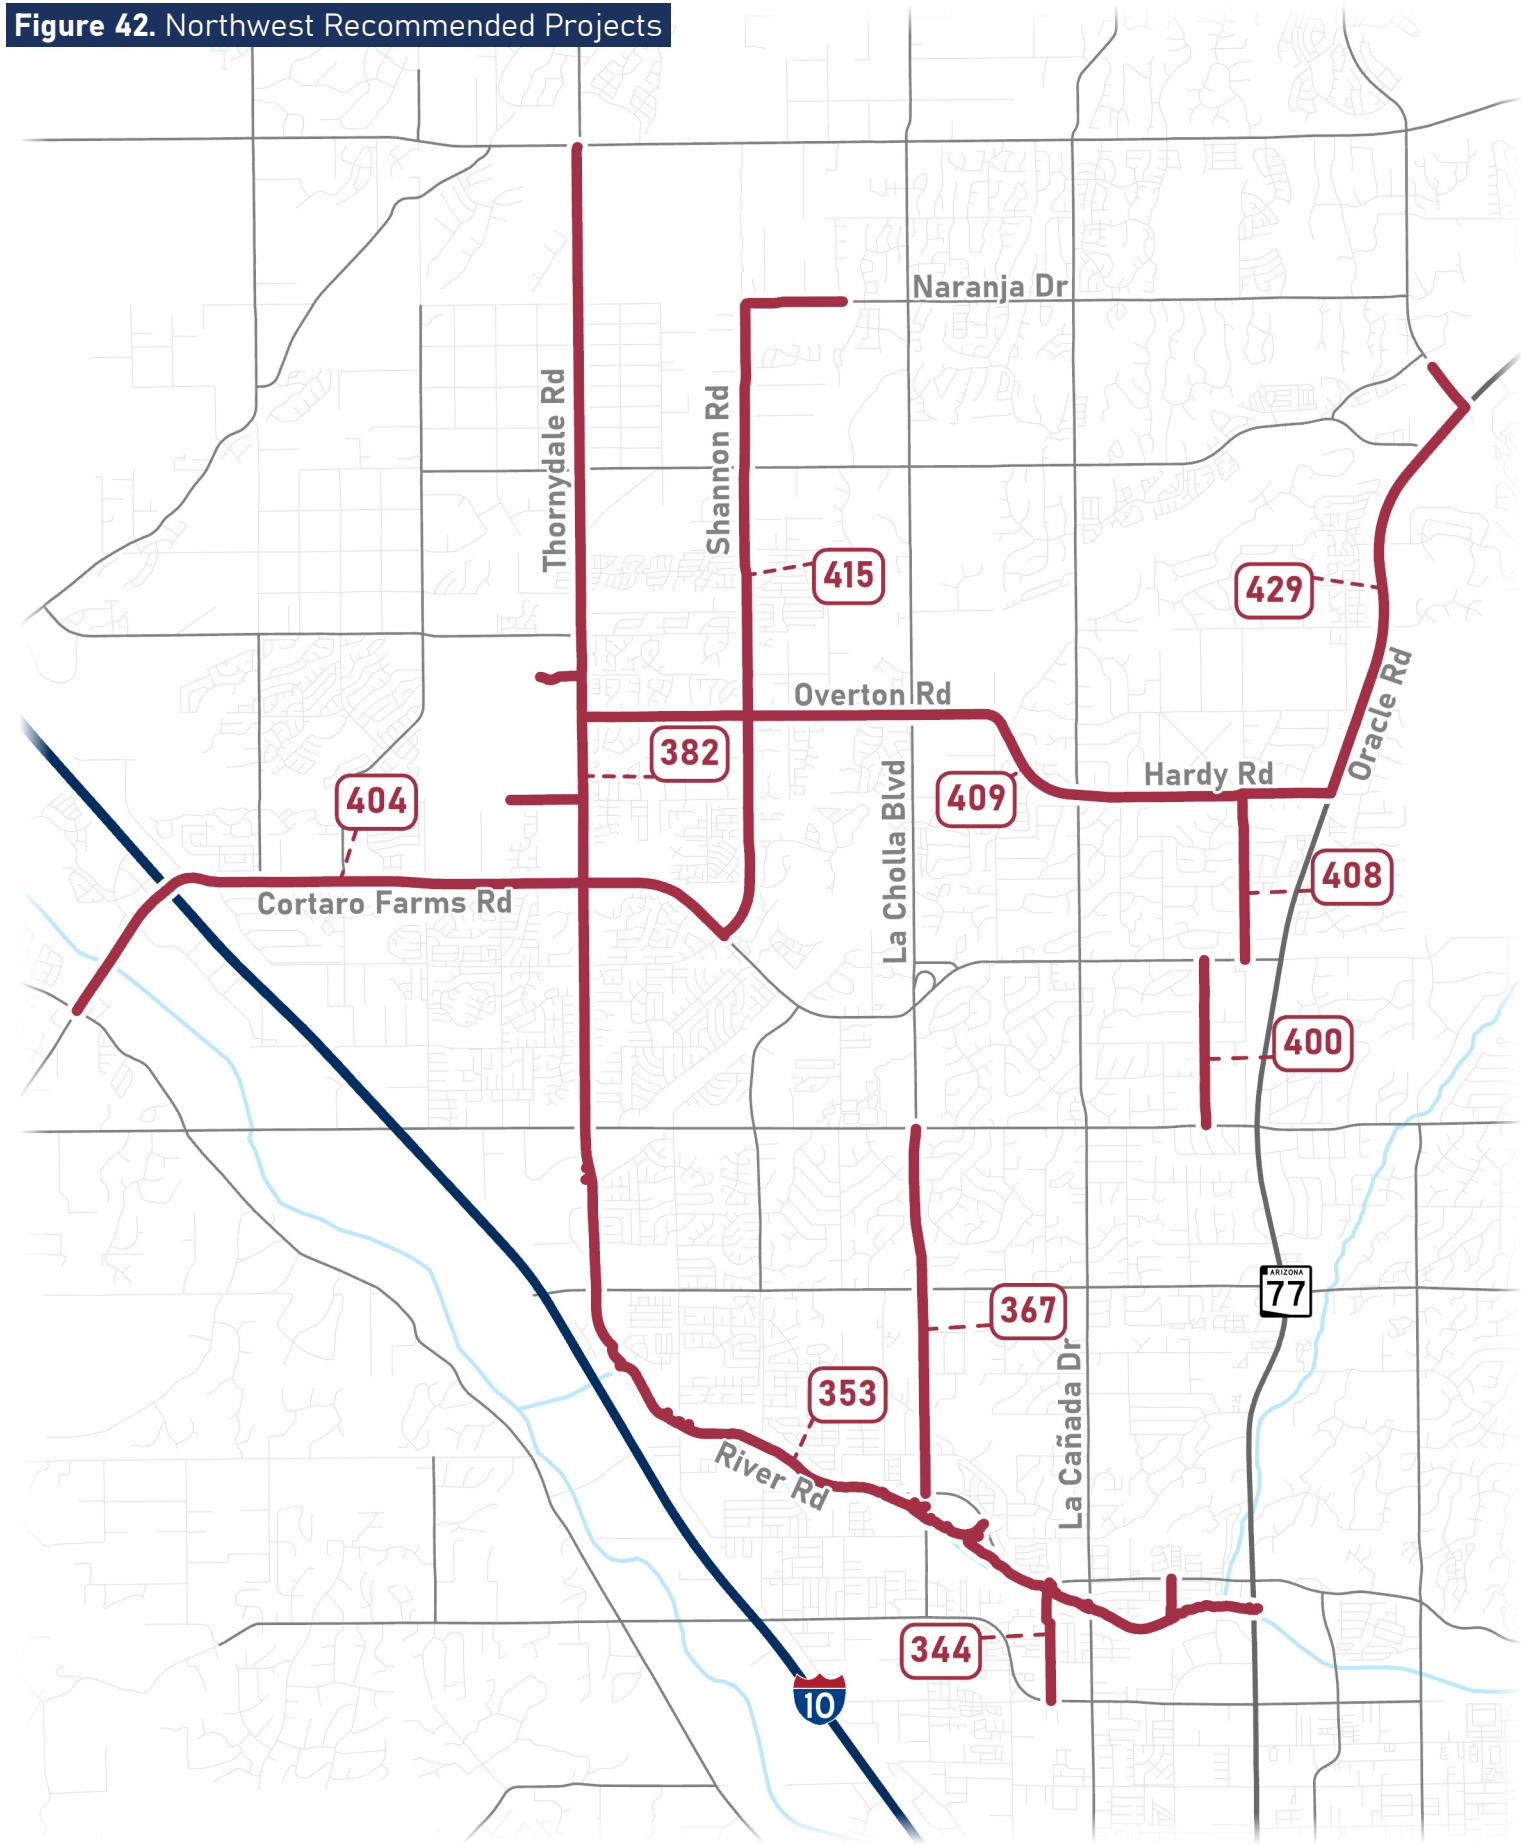 Figure 42. Northwest Recommended Projects
Naranja Dr
Thornydale Rd
Shannon Rd
415
429
Oracle Rd
Overton Rd
382
Hardy Rd
404
409
La Cholla Blvd
408
Cortaro Farms Rd
400
ARIZONA
77
367
La Cañada Dr
353
River Rd
344
10